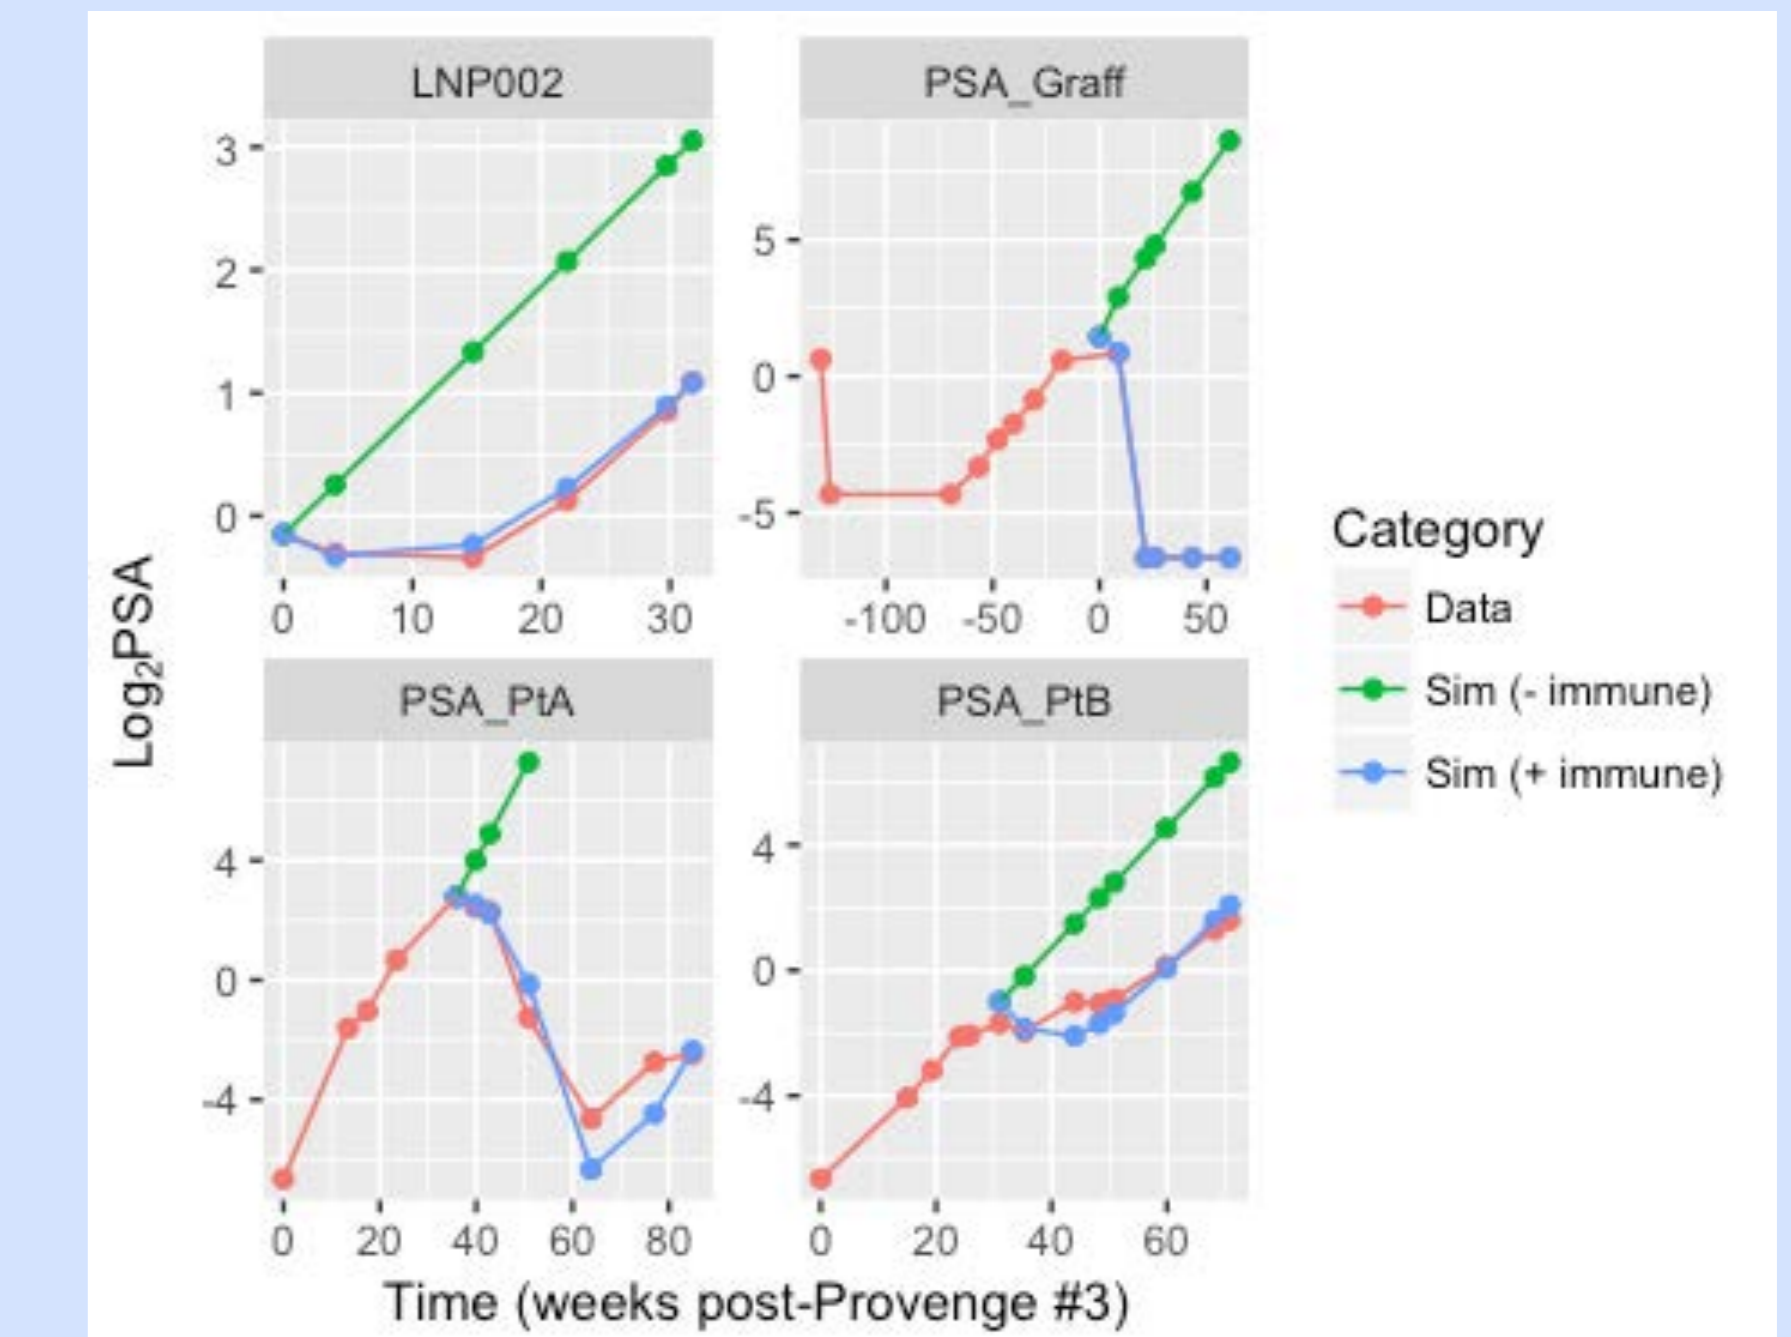 LNP002
PSA_Graff
3
2
1
0
5
0
-5
0 10 20 30
-100 -50 0 50
PSA_PtA
PSA_PtB
4
0
-4
4
0
-4
0 20 40 60 80
0 20 40 60
Log₂PSA
Time (weeks post-Provenge #3)
Category
Data
Sim (- immune)
Sim (+ immune)